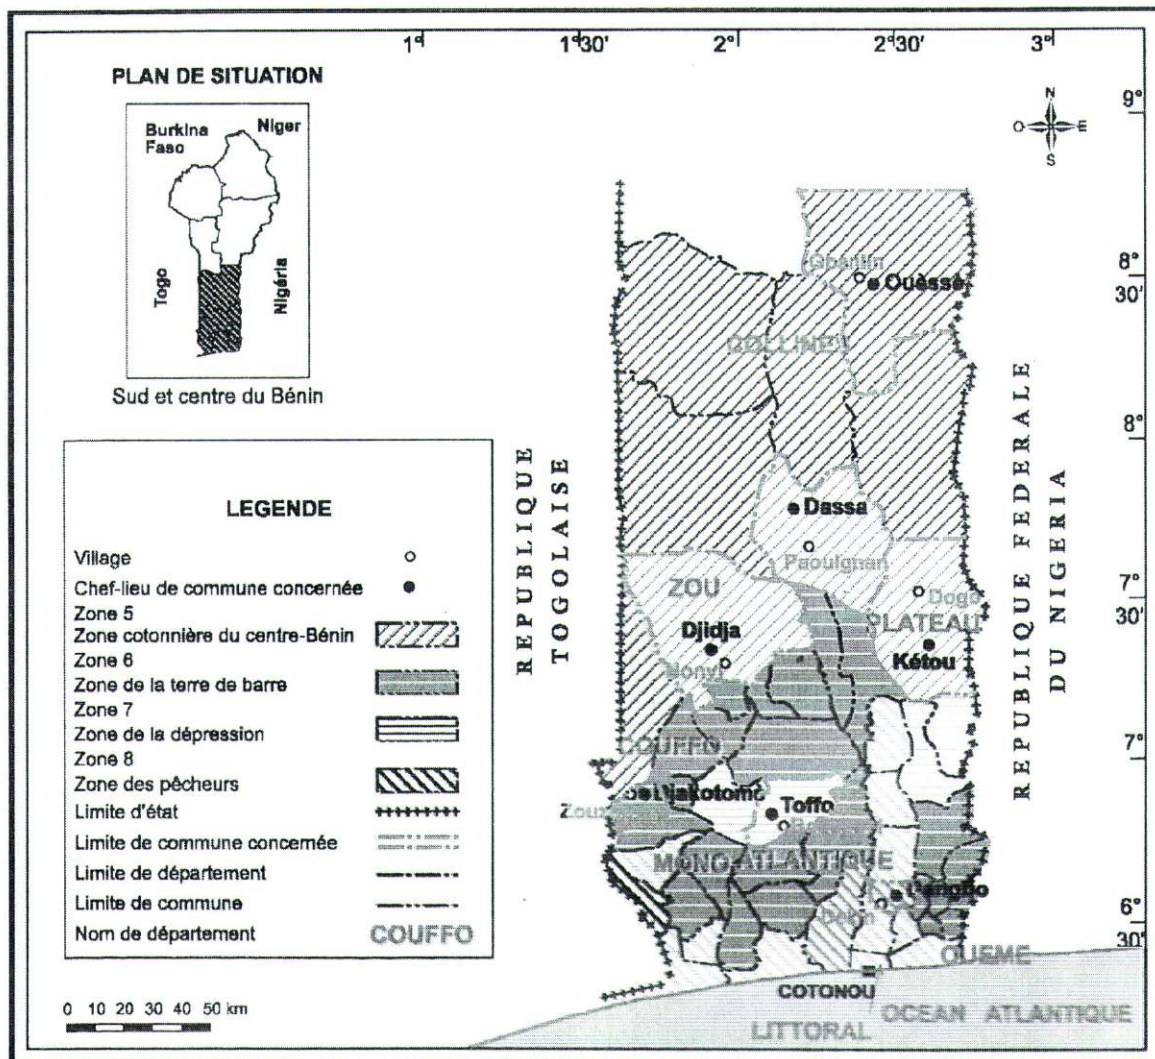 1° 1°30' 2° 2°30' 3°
PLAN DE SITUATION
Burkina
Faso
Niger
Togo
Nigéria
Sud et centre du Bénin
N
O E
S
9°
8°
30'
8°
7°
30'
7°
6°
30'
LEGENDE
Village
Chef-lieu de commune concernée
Zone 5
Zone cotonnière du centre-Bénin
Zone 6
Zone de la terre de barre
Zone 7
Zone de la dépression
Zone 8
Zone des pêcheurs
Limite d'état
Limite de commune concernée
Limite de département
Limite de commune
Nom de département COUFFO
0 10 20 30 40 50 km
REPUBLIQUE
TOGOLAISE
REPUBLIQUE FEDERALE
DU NIGERIA
Gbanlin
Ouèssè
COLLINES
Dassa
Paouignan
ZOU
Dogo
PLATEAU
Djidja
Kétou
COUFFO
Toffo
MONO
ATLANTIQUE
OUEME
COTONOU
OCEAN ATLANTIQUE
LITTORAL